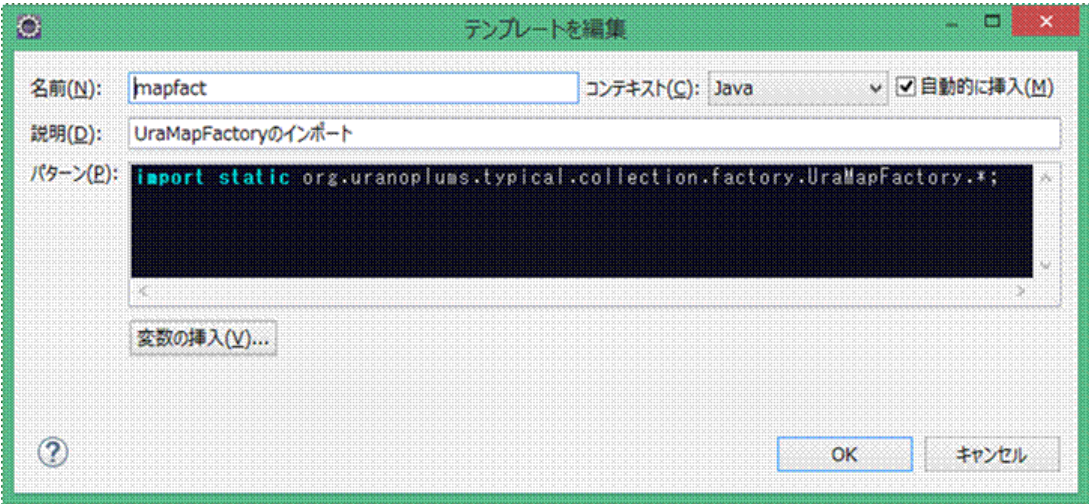 テンプレートを編集
名前(N): mapfact コンテキスト(C): Java 自動的に挿入(M)
説明(D): UraMapFactoryのインポート
パターン(P): import static org.uranoplums.typical.collection.factory.UraMapFactory.*;
変数の挿入(V)...
OK キャンセル